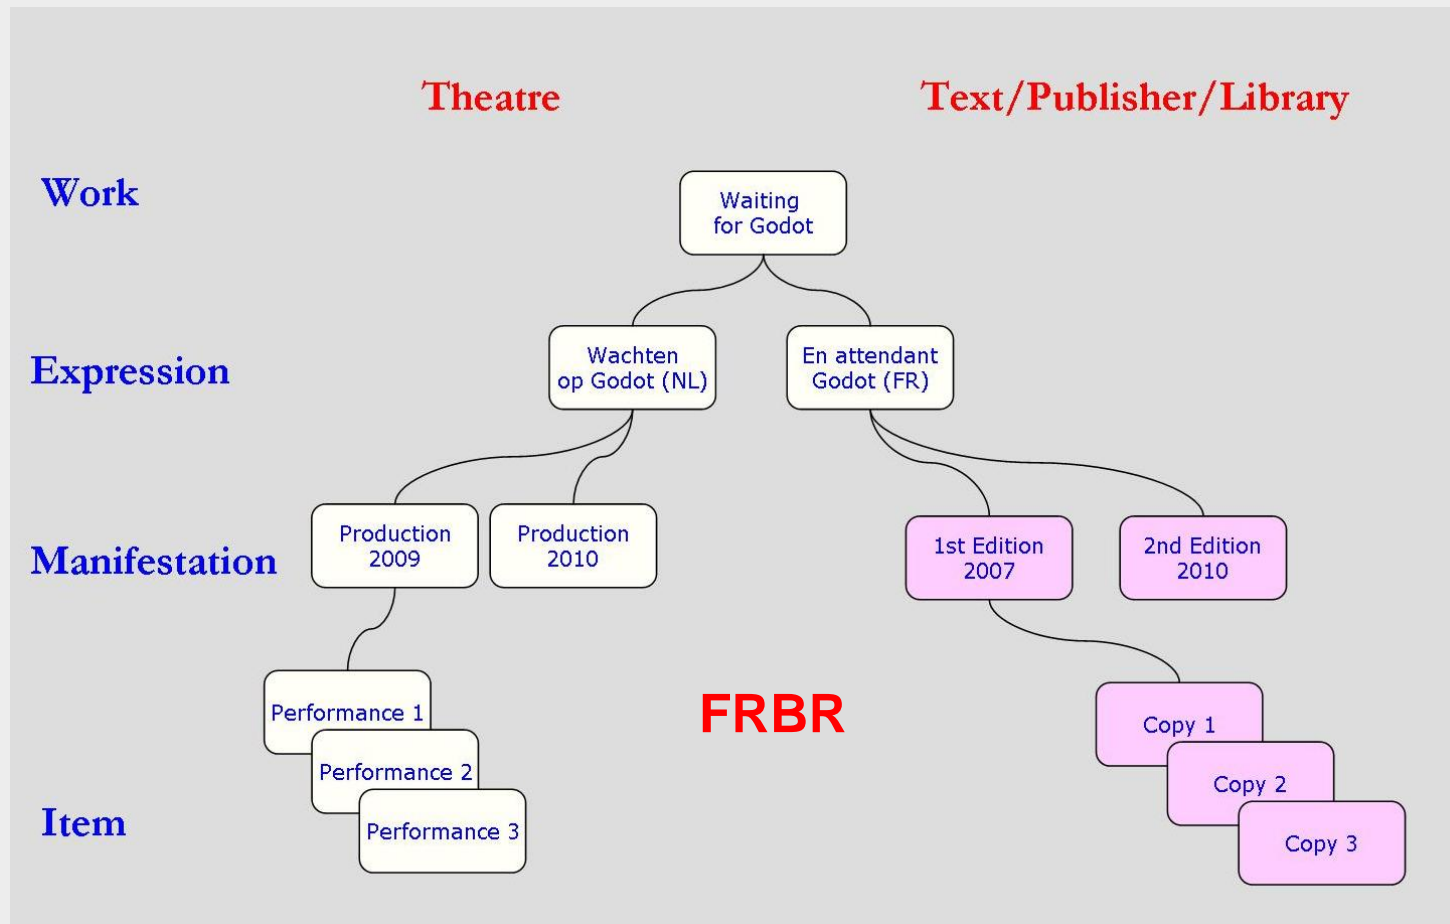 Theatre
Text/Publisher/Library
Work
Waiting
for Godot
Expression
Wachten
op Godot (NL)
En attendant
Godot (FR)
Manifestation
Production
2009
Production
2010
1st Edition
2007
2nd Edition
2010
Item
Performance 1
Performance 2
Performance 3
FRBR
Copy 1
Copy 2
Copy 3